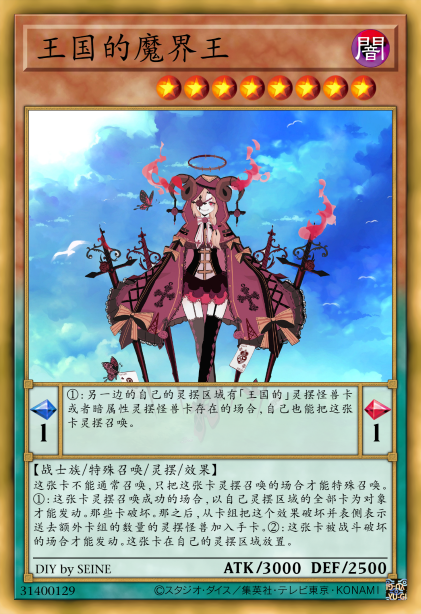 王国的魔界王
闇
①:另一边的自己的灵摆区域有「王国的」灵摆怪兽卡
或者暗属性灵摆怪兽卡存在的场合,自己也能把这张
卡灵摆召唤。
1
1
【战士族/特殊召唤/灵摆/效果】
这张卡不能通常召唤,只把这张卡灵摆召唤的场合才能特殊召唤。
①:这张卡灵摆召唤成功的场合,以自己灵摆区域的全部卡为对象
才能发动。那些卡破坏。那之后,从卡组把这个效果破坏并表侧表示
送去额外卡组的数量的灵摆怪兽加入手卡。②:这张卡被战斗破坏
的场合才能发动。这张卡在自己的灵摆区域放置。
DIY by SEINE
ATK/3000 DEF/2500
31400129
©スタジオ・ダイス／集英社・テレビ東京・KONAMI